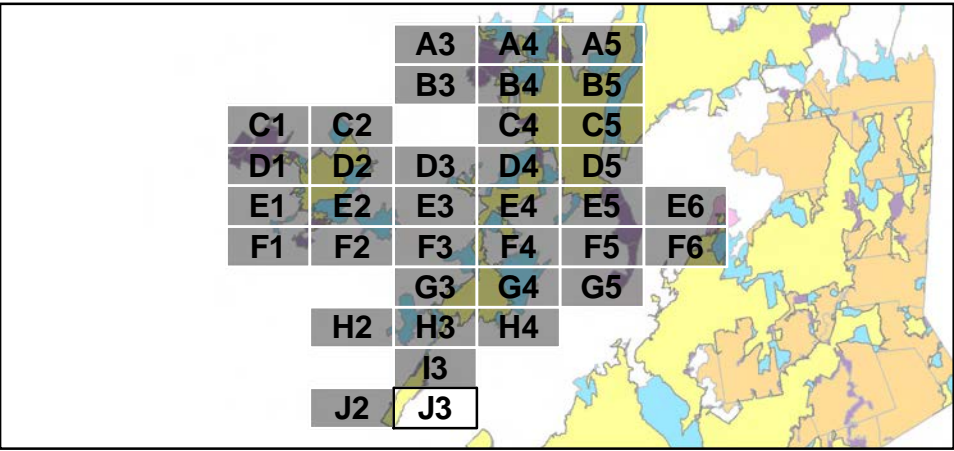 A3 A4 A5
B3 B4 B5
C1 C2 C4 C5
D1 D2 D3 D4 D5
E1 E2 E3 E4 E5 E6
F1 F2 F3 F4 F5 F6
G3 G4 G5
H2 H3 H4
I3
J2 J3